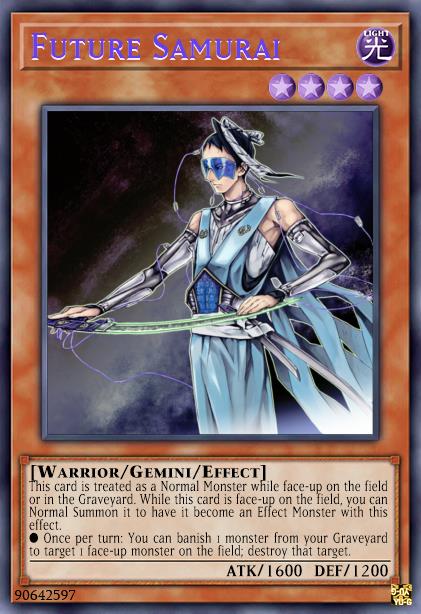 Future Samurai
LIGHT
光
[Warrior/Gemini/Effect]
This card is treated as a Normal Monster while face-up on the field
or in the Graveyard. While this card is face-up on the field, you can
Normal Summon it to have it become an Effect Monster with this
effect.
● Once per turn: You can banish 1 monster from your Graveyard
to target 1 face-up monster on the field; destroy that target.
ATK/1600 DEF/1200
90642597